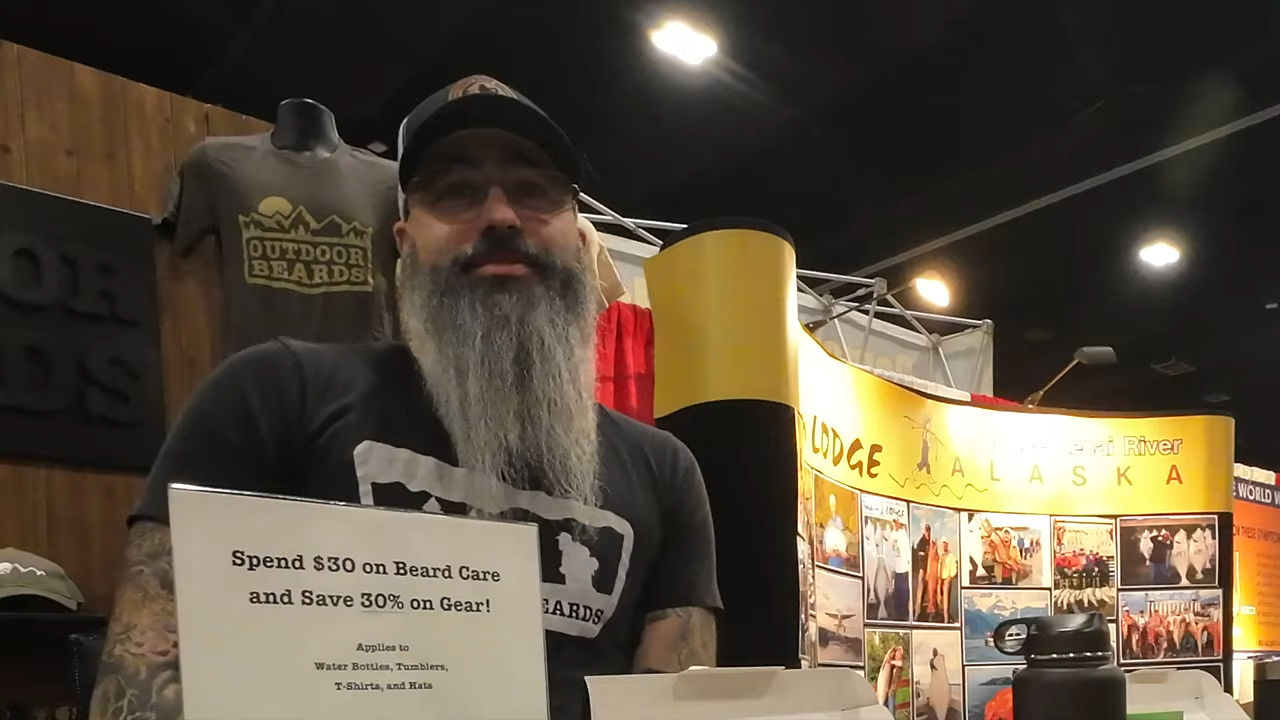 OUTDOOR
BEARDS
OR
DS
EARDS
Spend $30 on Beard Care
and Save 30% on Gear!
Applies to
Water Bottles, Tumblers,
T-Shirts, and Hats
LODGE
River
ALASKA
WORLD